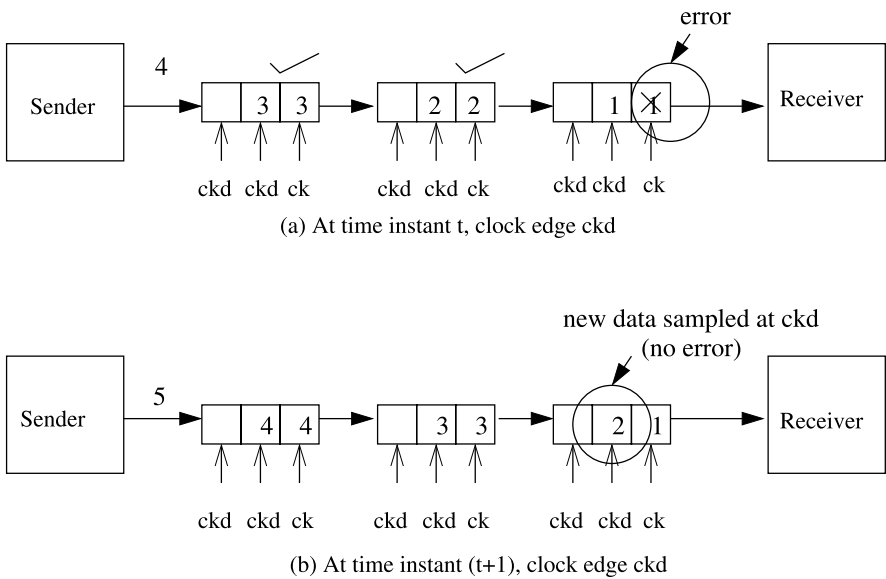 error
4
Sender
3 3
2 2
1 1
Receiver
ckd ckd ck
ckd ckd ck
ckd ckd ck
(a) At time instant t, clock edge ckd
new data sampled at ckd
(no error)
5
Sender
4 4
3 3
2 1
Receiver
ckd ckd ck
ckd ckd ck
ckd ckd ck
(b) At time instant (t+1), clock edge ckd